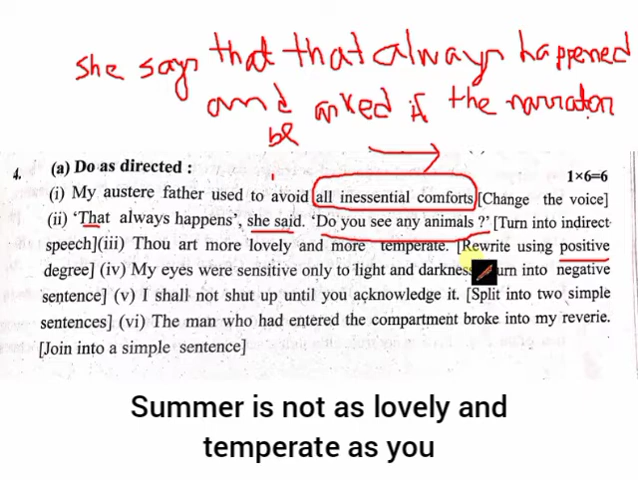 she says that that always happened
and asked if the narrator
be
4. (a) Do as directed : 1×6=6
(i) My austere father used to avoid all inessential comforts [Change the voice]
(ii) ‘That always happens’, she said. ‘Do you see any animals ?’ [Turn into indirect
speech](iii) Thou art more lovely and more temperate. [Rewrite using positive
degree] (iv) My eyes were sensitive only to light and darkness. urn into negative
sentence] (v) I shall not shut up until you acknowledge it. [Split into two simple
sentences] (vi) The man who had entered the compartment broke into my reverie.
[Join into a simple sentence]
Summer is not as lovely and
temperate as you